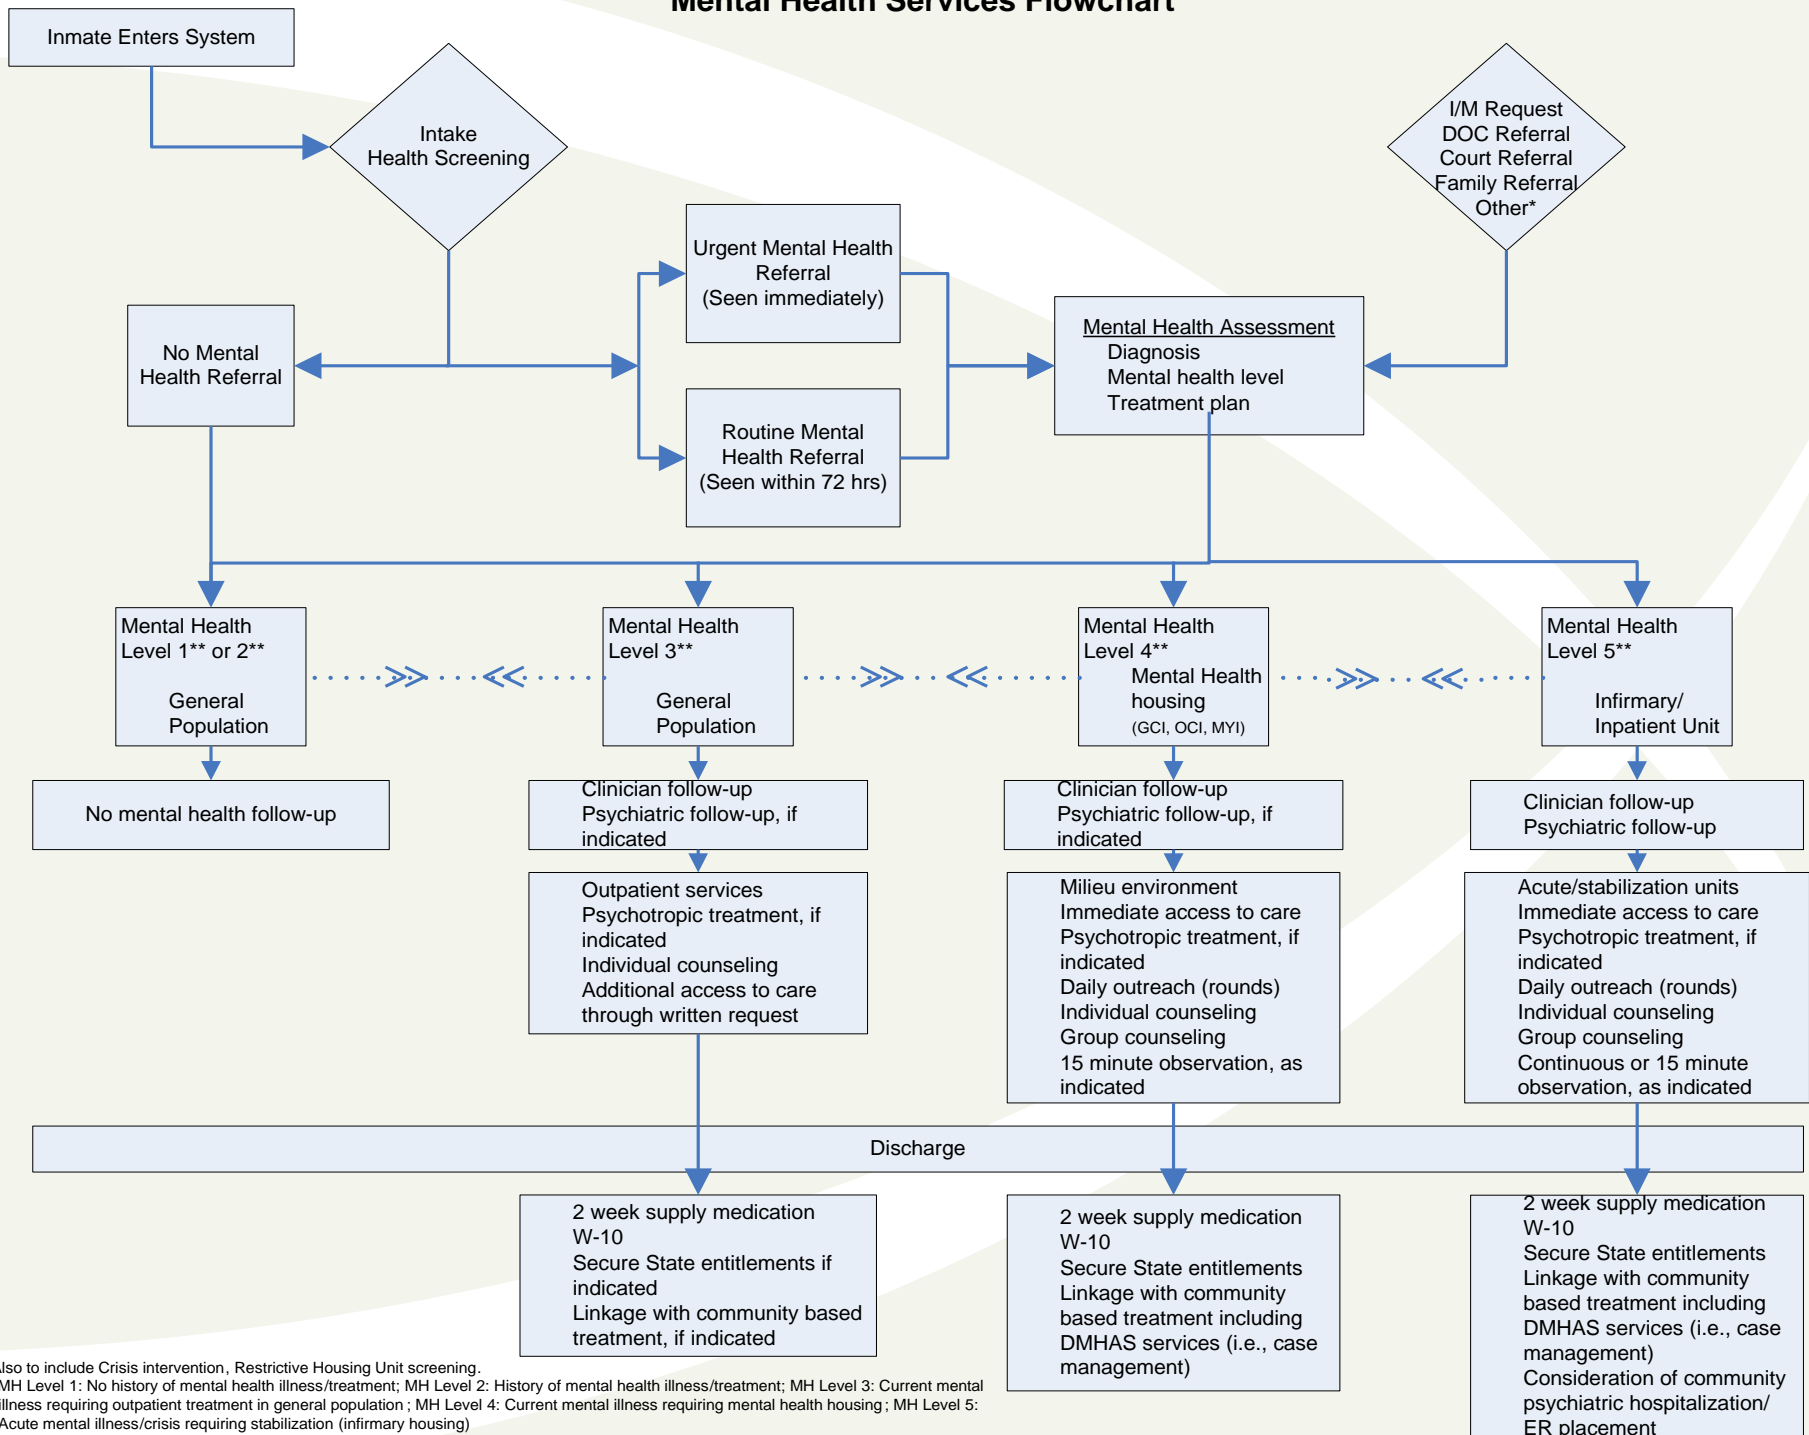 Mental Health Services Flowchart
Inmate Enters System
Intake
Health Screening
I/M Request
DOC Referral
Court Referral
Family Referral
Other*
Urgent Mental Health
Referral
(Seen immediately)
No Mental
Health Referral
Mental Health Assessment
Diagnosis
Mental health level
Treatment plan
Routine Mental
Health Referral
(Seen within 72 hrs)
Mental Health
Level 1** or 2**
General
Population
Mental Health
Level 3**
General
Population
Mental Health
Level 4**
Mental Health
housing
(GCI, OCI, MYI)
Mental Health
Level 5**
Infirmary/
Inpatient Unit
No mental health follow-up
Clinician follow-up
Psychiatric follow-up, if
indicated
Clinician follow-up
Psychiatric follow-up, if
indicated
Clinician follow-up
Psychiatric follow-up
Outpatient services
Psychotropic treatment, if
indicated
Individual counseling
Additional access to care
through written request
Milieu environment
Immediate access to care
Psychotropic treatment, if
indicated
Daily outreach (rounds)
Individual counseling
Group counseling
15 minute observation, as
indicated
Acute/stabilization units
Immediate access to care
Psychotropic treatment, if
indicated
Daily outreach (rounds)
Individual counseling
Group counseling
Continuous or 15 minute
observation, as indicated
Discharge
2 week supply medication
W-10
Secure State entitlements if
indicated
Linkage with community based
treatment, if indicated
2 week supply medication
W-10
Secure State entitlements
Linkage with community
based treatment including
DMHAS services (i.e., case
management)
2 week supply medication
W-10
Secure State entitlements
Linkage with community
based treatment including
DMHAS services (i.e., case
management)
Consideration of community
psychiatric hospitalization/
ER placement
Also to include Crisis intervention, Restrictive Housing Unit screening.
MH Level 1: No history of mental health illness/treatment; MH Level 2: History of mental health illness/treatment; MH Level 3: Current mental
illness requiring outpatient treatment in general population; MH Level 4: Current mental illness requiring mental health housing; MH Level 5:
Acute mental illness/crisis requiring stabilization (infirmary housing)